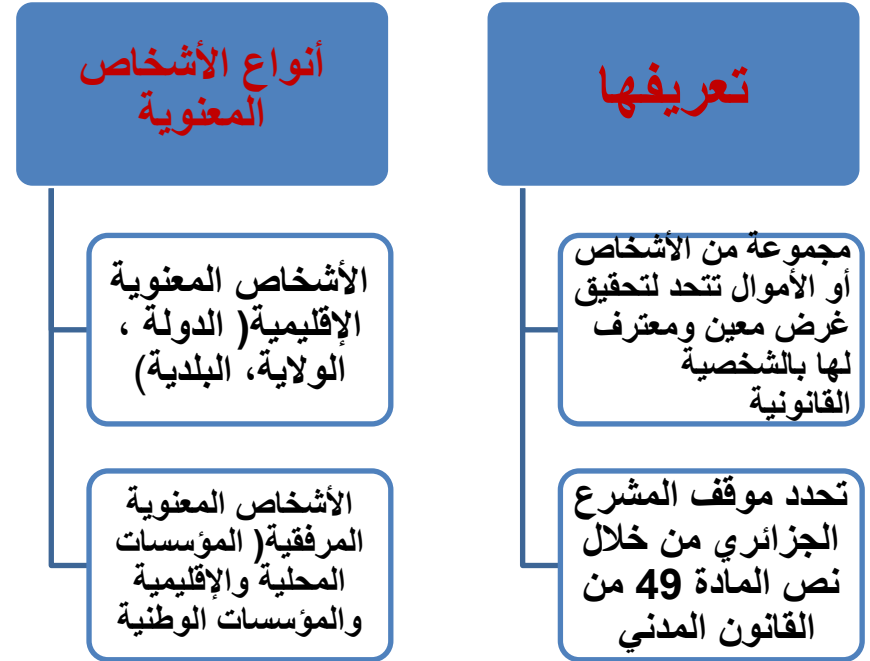 تعريفها
مجموعة من الأشخاص
أو الأموال تتحد لتحقيق
غرض معين ومعترف
لها بالشخصية
القانونية
تحدد موقف المشرع
الجزائري من خلال
نص المادة 49 من
القانون المدني
أنواع الأشخاص
المعنوية
الأشخاص المعنوية
الإقليمية( الدولة ،
الولاية، البلدية)
الأشخاص المعنوية
المرفقية( المؤسسات
المحلية والإقليمية
والمؤسسات الوطنية